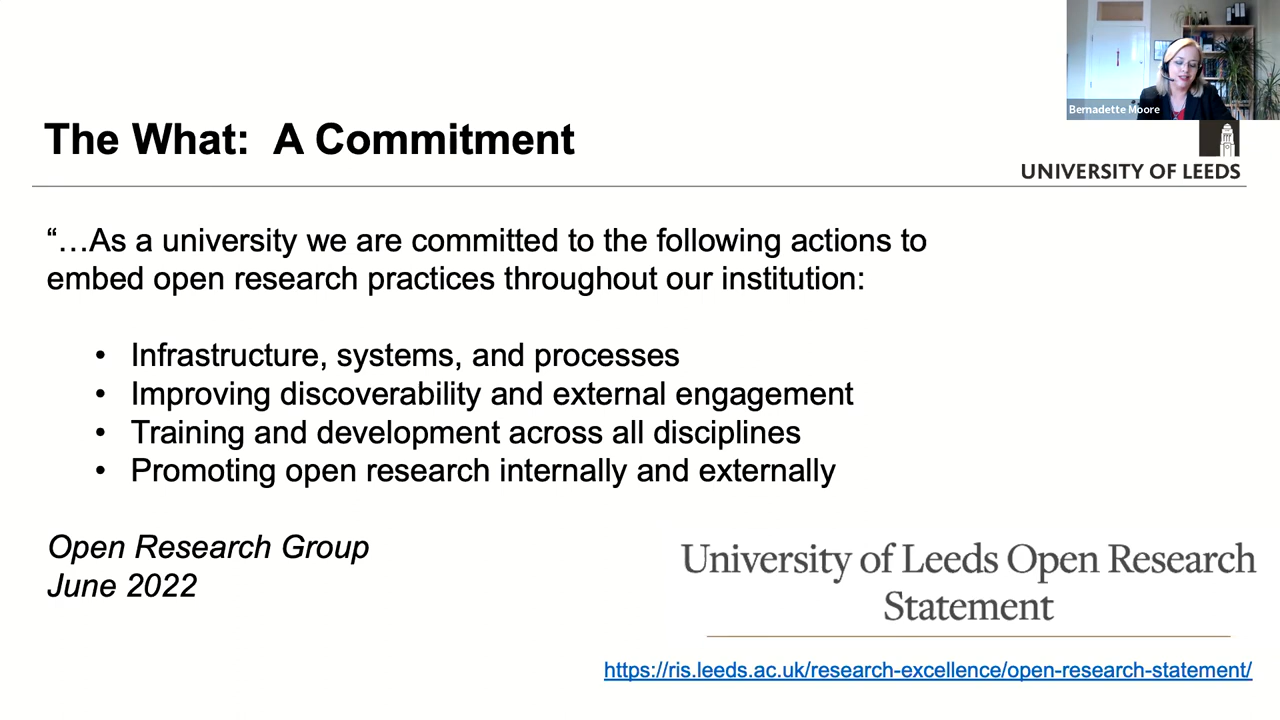 Bernadette Moore
The What:  A Commitment
UNIVERSITY OF LEEDS
“…As a university we are committed to the following actions to
embed open research practices throughout our institution:
• Infrastructure, systems, and processes
• Improving discoverability and external engagement
• Training and development across all disciplines
• Promoting open research internally and externally
Open Research Group
June 2022
University of Leeds Open Research
Statement
https://ris.leeds.ac.uk/research-excellence/open-research-statement/